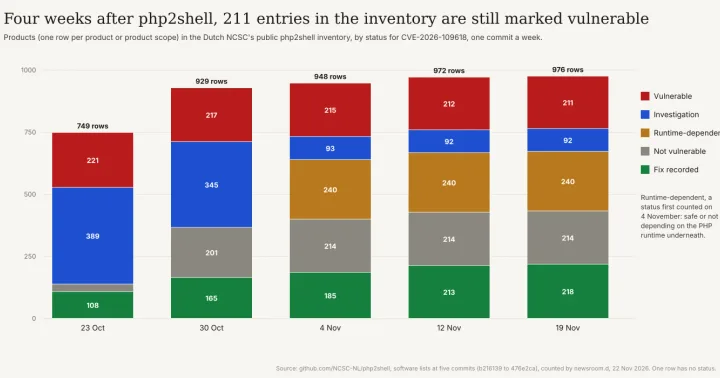 Four weeks after php2shell, 211 entries in the inventory are still marked vulnerable
Products (one row per product or product scope) in the Dutch NCSC's public php2shell inventory, by status for CVE-2026-109618, one commit a week.
1000
750
500
250
0
749 rows
221
389
108
23 Oct
929 rows
217
345
201
165
30 Oct
948 rows
215
93
240
214
185
4 Nov
972 rows
212
92
240
214
213
12 Nov
976 rows
211
92
240
214
218
19 Nov
Vulnerable
Investigation
Runtime-dependen
Not vulnerable
Fix recorded
Runtime-dependent, a
status first counted on
4 November: safe or not
depending on the PHP
runtime underneath.
Source: github.com/NCSC-NL/php2shell, software lists at five commits (b216139 to 476e2ca), counted by newsroom.d, 22 Nov 2026. One row has no status.